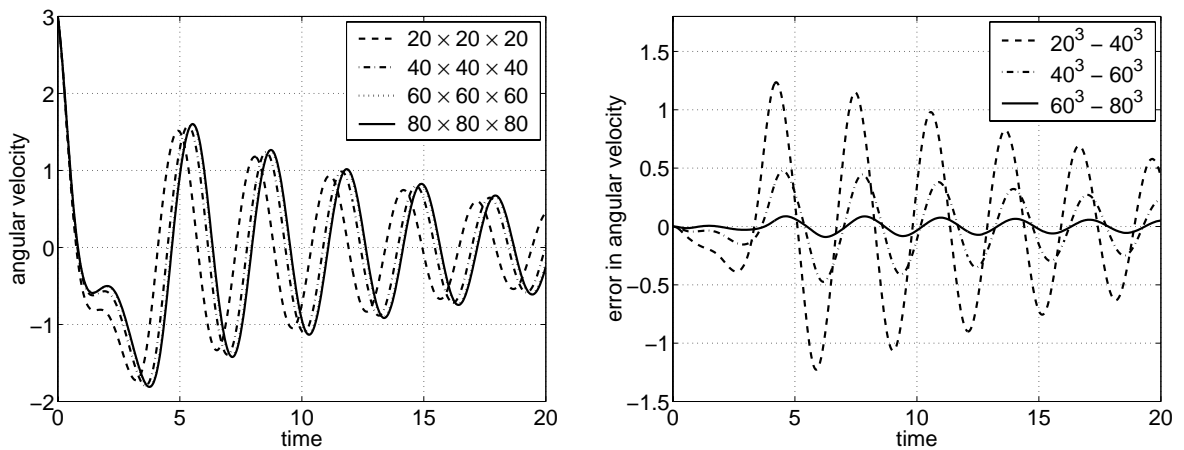 3
2
1
0
−1
−2
0
5
10
15
20
time
angular velocity
20 × 20 × 20
40 × 40 × 40
60 × 60 × 60
80 × 80 × 80
1.5
1
0.5
0
−0.5
−1
−1.5
0
5
10
15
20
time
error in angular velocity
20³ − 40³
40³ − 60³
60³ − 80³